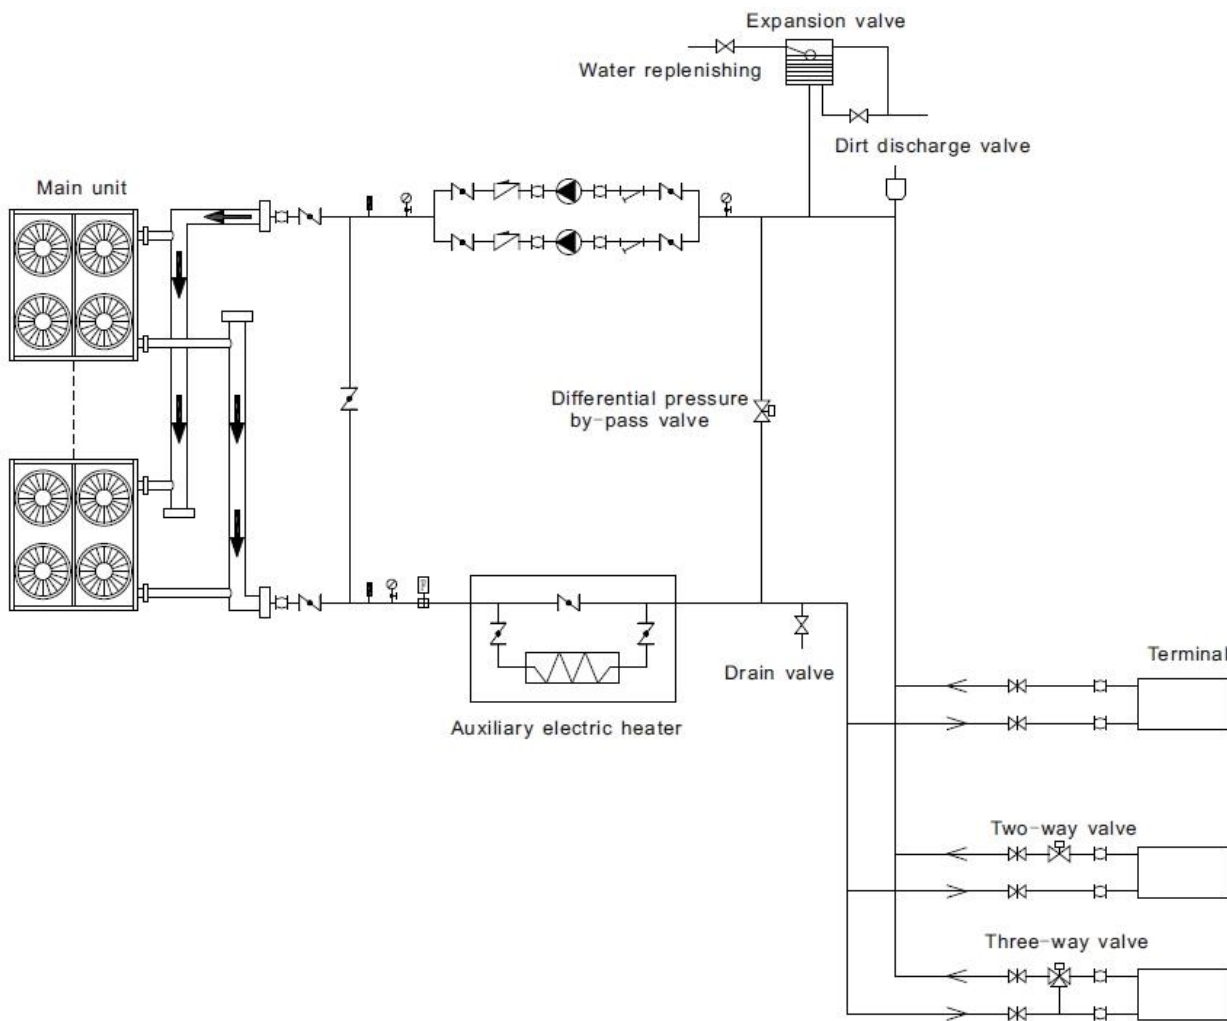 Expansion valve
Water replenishing
Dirt discharge valve
Main unit
Differential pressure
by-pass valve
Drain valve
Terminal
Auxiliary electric heater
Two-way valve
Three-way valve